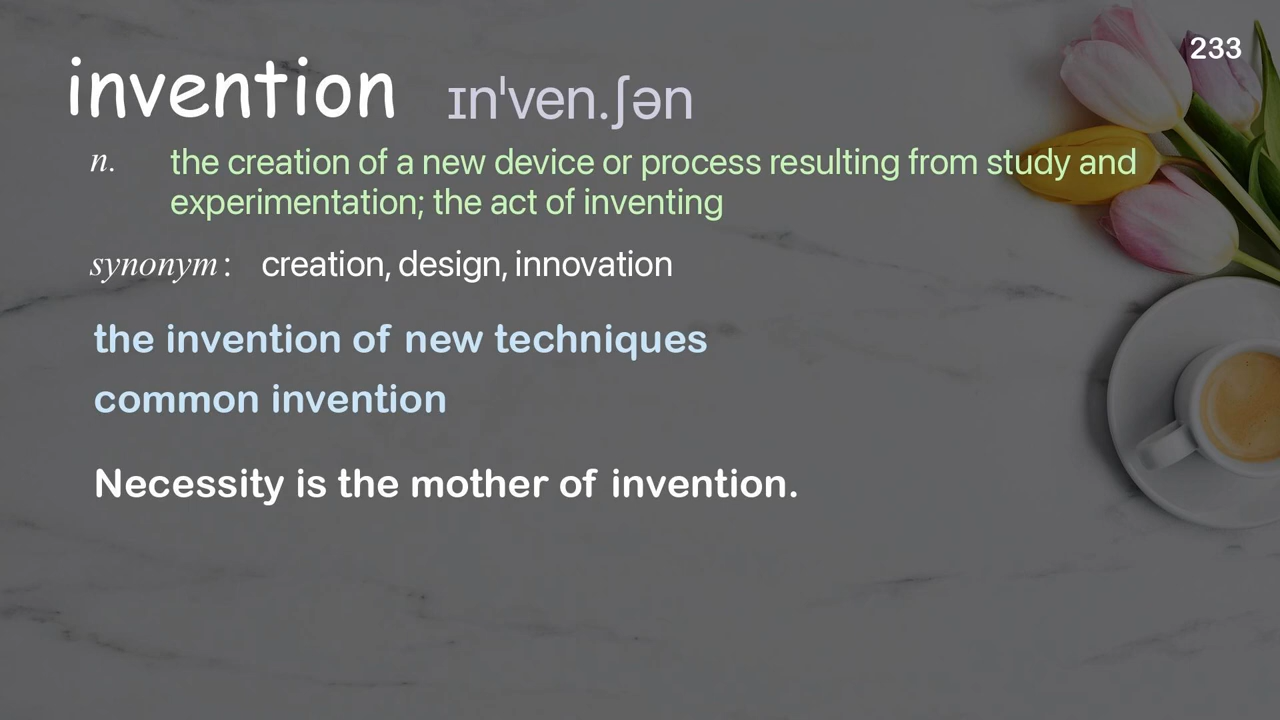 233
invention ɪnˈven.ʃən
n. the creation of a new device or process resulting from study and
experimentation; the act of inventing
synonym: creation, design, innovation
the invention of new techniques
common invention
Necessity is the mother of invention.